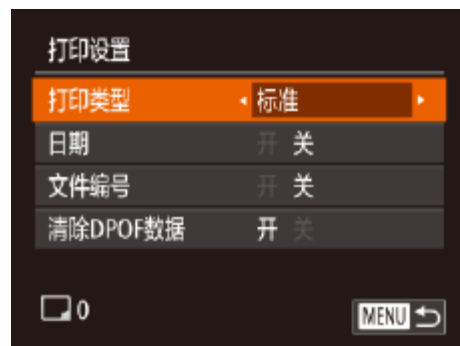 打印设置
打印类型 标准
日期 开 关
文件编号 开 关
清除DPOF数据 开 关
0 MENU